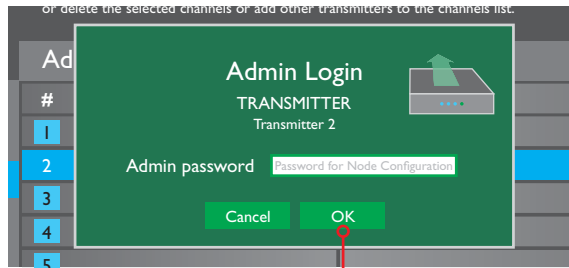 or delete the selected channels or add other transmitters to the channels list.
Ad
Admin Login
#
TRANSMITTER
Transmitter 2
1
2
Admin password Password for Node Configuration
3
Cancel OK
4
5